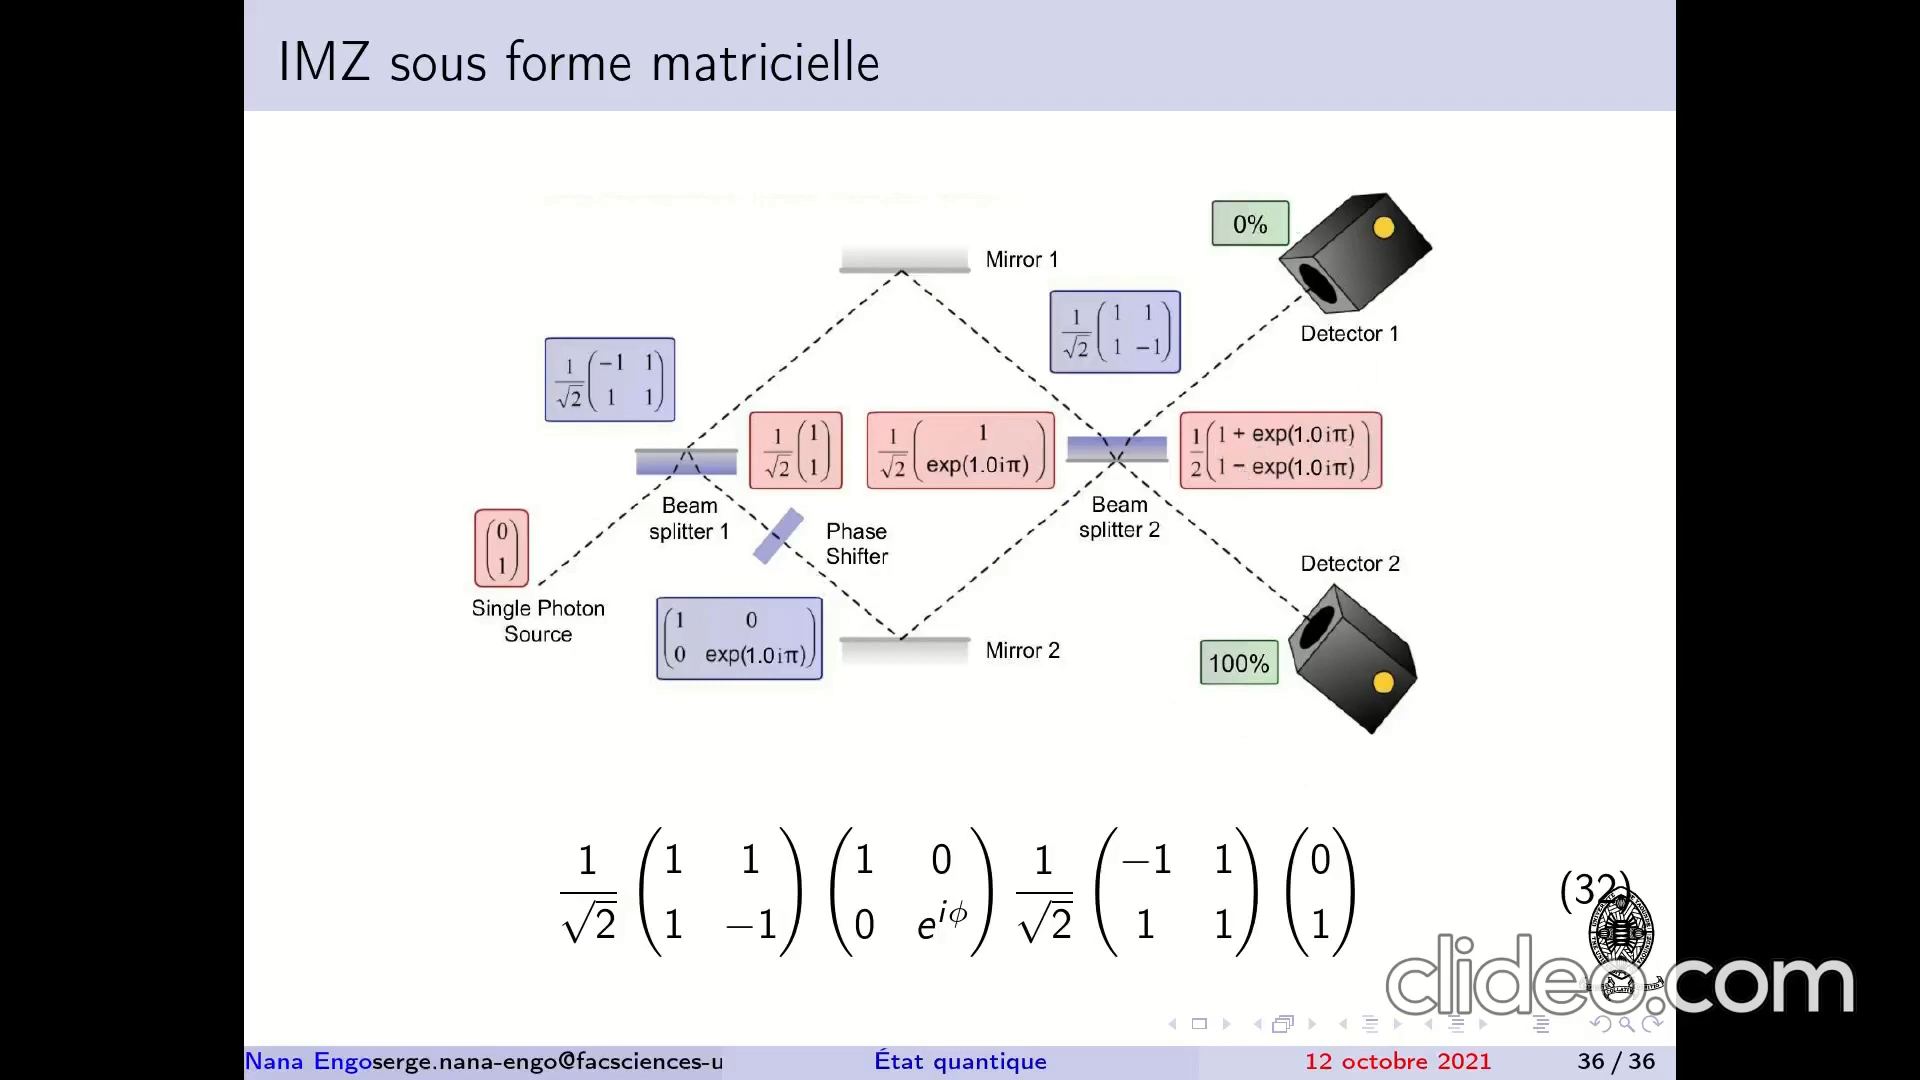 IMZ sous forme matricielle
0%
Mirror 1
1/√2 (1 1; 1 −1)
Detector 1
1/√2 (−1 1; 1 1)
1/√2 (1; 1)
1/√2 (1; exp(1.0iπ))
1/2 (1 + exp(1.0iπ); 1 − exp(1.0iπ))
Beam
splitter 1
Beam
splitter 2
(0; 1)
Phase
Shifter
Detector 2
Single Photon
Source
(1 0; 0 exp(1.0iπ))
Mirror 2
100%
1/√2 (1 1; 1 −1) (1 0; 0 e^{iϕ}) 1/√2 (−1 1; 1 1) (0; 1) (32)
clideo.com
Nana Engoserge.nana-engo@facsciences-u État quantique 12 octobre 2021 36 / 36